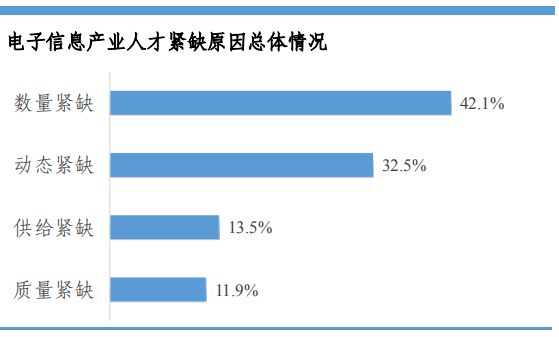 电子信息产业人才紧缺原因总体情况
数量紧缺 42.1%
动态紧缺 32.5%
供给紧缺 13.5%
质量紧缺 11.9%